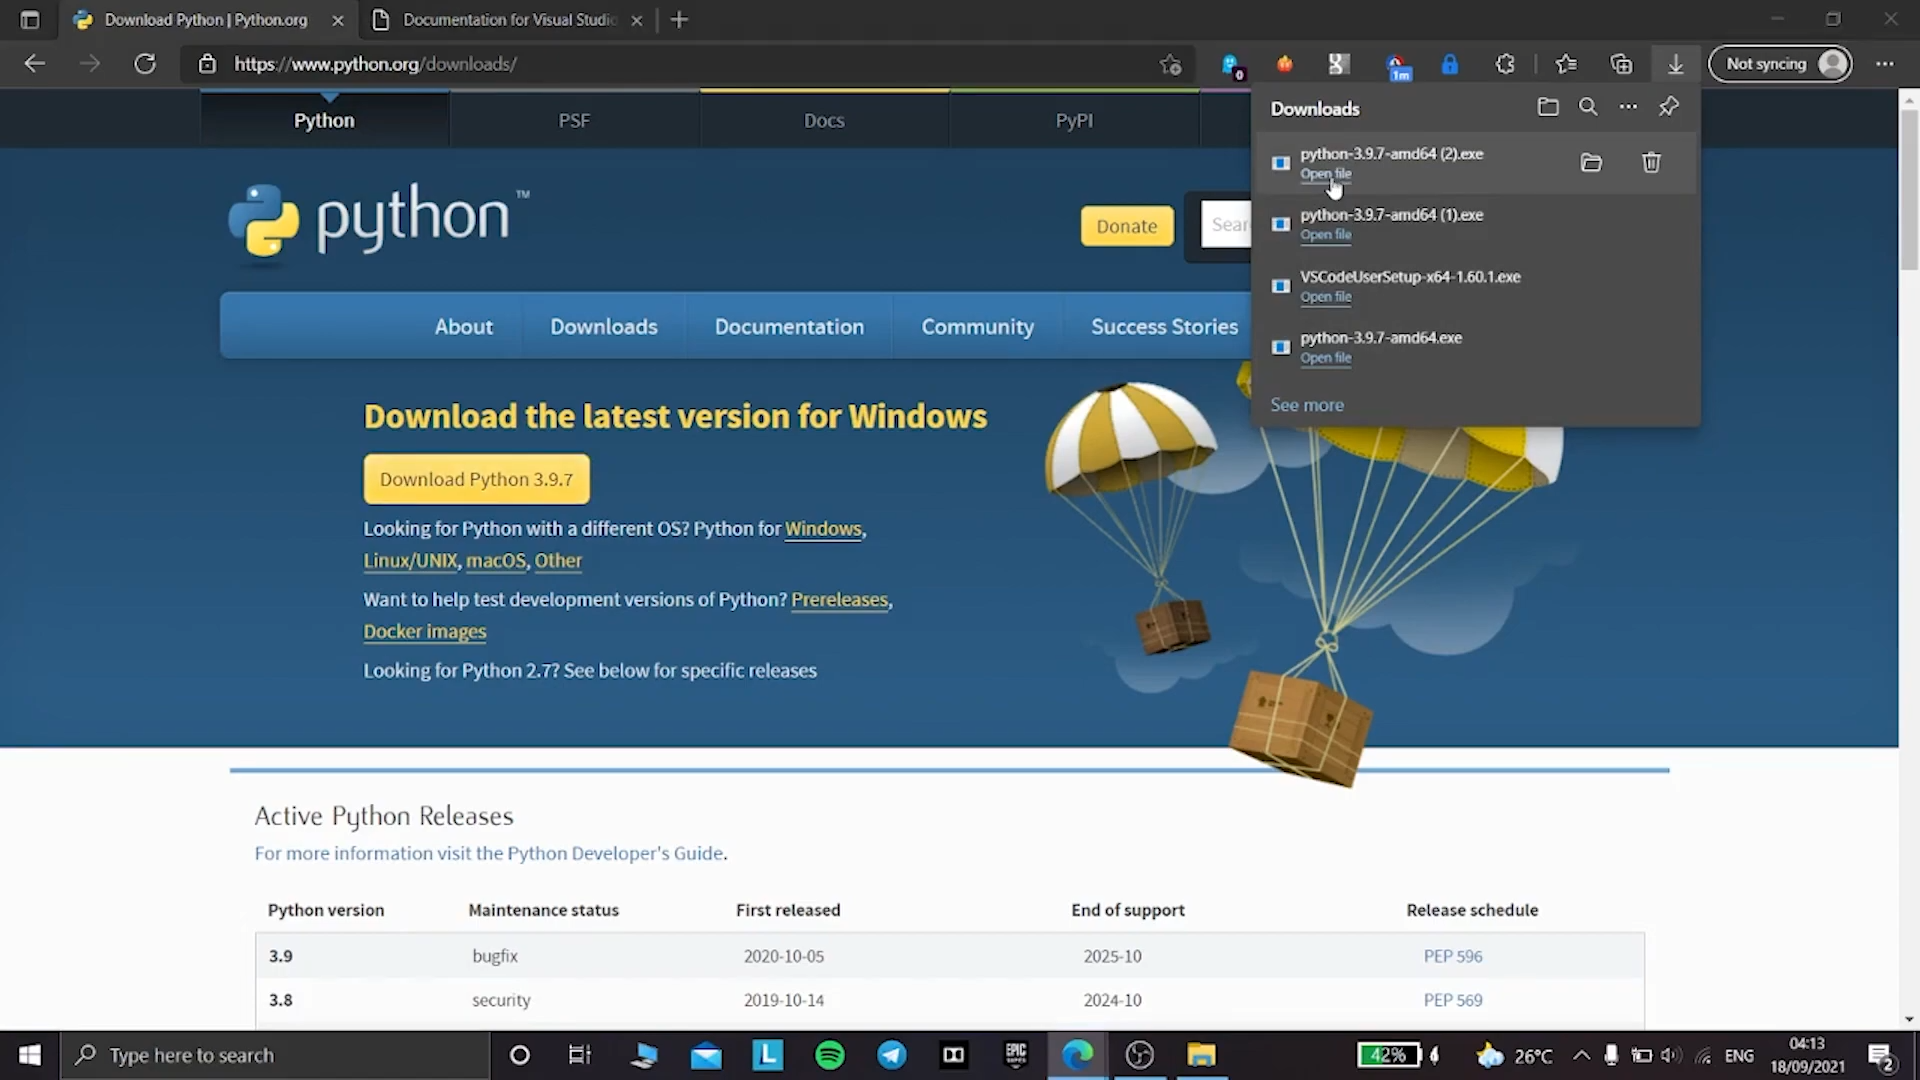 Download Python | Python.org
Documentation for Visual Studio
https://www.python.org/downloads/
0
1m
Not syncing
Python
PSF
Docs
PyPI
Downloads
python-3.9.7-amd64 (2).exe
Open file
python-3.9.7-amd64 (1).exe
Open file
VSCodeUserSetup-x64-1.60.1.exe
Open file
python-3.9.7-amd64.exe
Open file
See more
python™
Donate
About
Downloads
Documentation
Community
Success Stories
Download the latest version for Windows
Download Python 3.9.7
Looking for Python with a different OS? Python for Windows,
Linux/UNIX, macOS, Other
Want to help test development versions of Python? Prereleases,
Docker images
Looking for Python 2.7? See below for specific releases
Active Python Releases
For more information visit the Python Developer's Guide.
Python version Maintenance status First released End of support Release schedule
3.9 bugfix 2020-10-05 2025-10 PEP 596
3.8 security 2019-10-14 2024-10 PEP 569
Type here to search
L
EPIC
GAMES
42%
26°C
ENG
04:13
18/09/2021
2